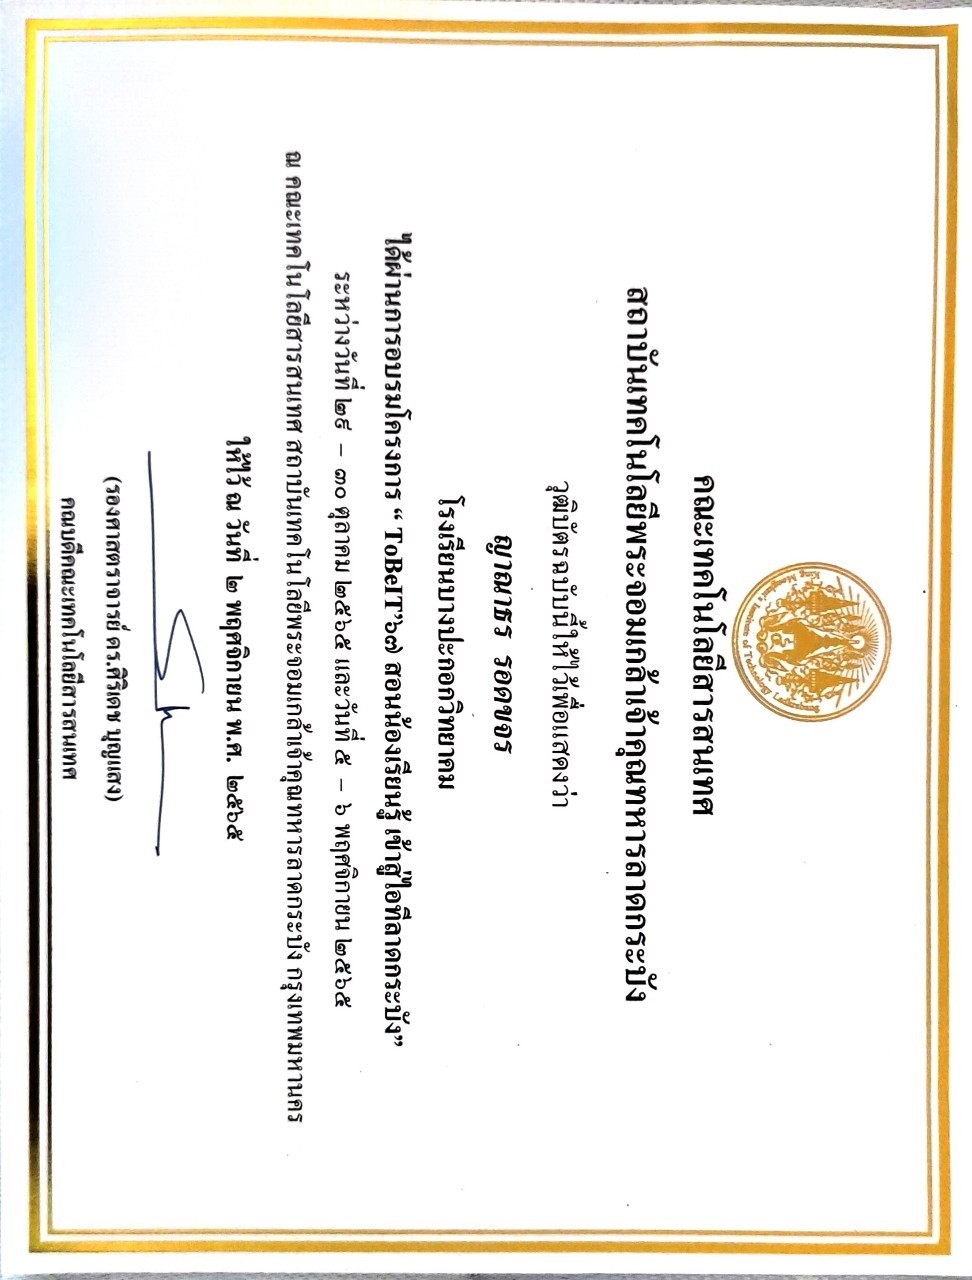 King Mongkut's Institute of Technology Ladkrabang
คณะเทคโนโลยีสารสนเทศ
สถาบันเทคโนโลยีพระจอมเกล้าเจ้าคุณทหารลาดกระบัง
วุฒิบัตรฉบับนี้ให้ไว้เพื่อแสดงว่า
ญาณาธร รอดขจร
โรงเรียนบางปะกอกวิทยาคม
ได้ผ่านการอบรมโครงการ “ ToBeIT’๖๗ สอนน้องเรียนรู้ เข้าสู่ไอทีลาดกระบัง”
ระหว่างวันที่ ๒๙ – ๓๐ ตุลาคม ๒๕๖๕ และวันที่ ๕ – ๖ พฤศจิกายน ๒๕๖๕
ณ คณะเทคโนโลยีสารสนเทศ สถาบันเทคโนโลยีพระจอมเกล้าเจ้าคุณทหารลาดกระบัง กรุงเทพมหานคร
ให้ไว้ ณ วันที่ ๒ พฤศจิกายน พ.ศ. ๒๕๖๕
(รองศาสตราจารย์ ดร.ศิริเดช บุญแสง)
คณบดีคณะเทคโนโลยีสารสนเทศ